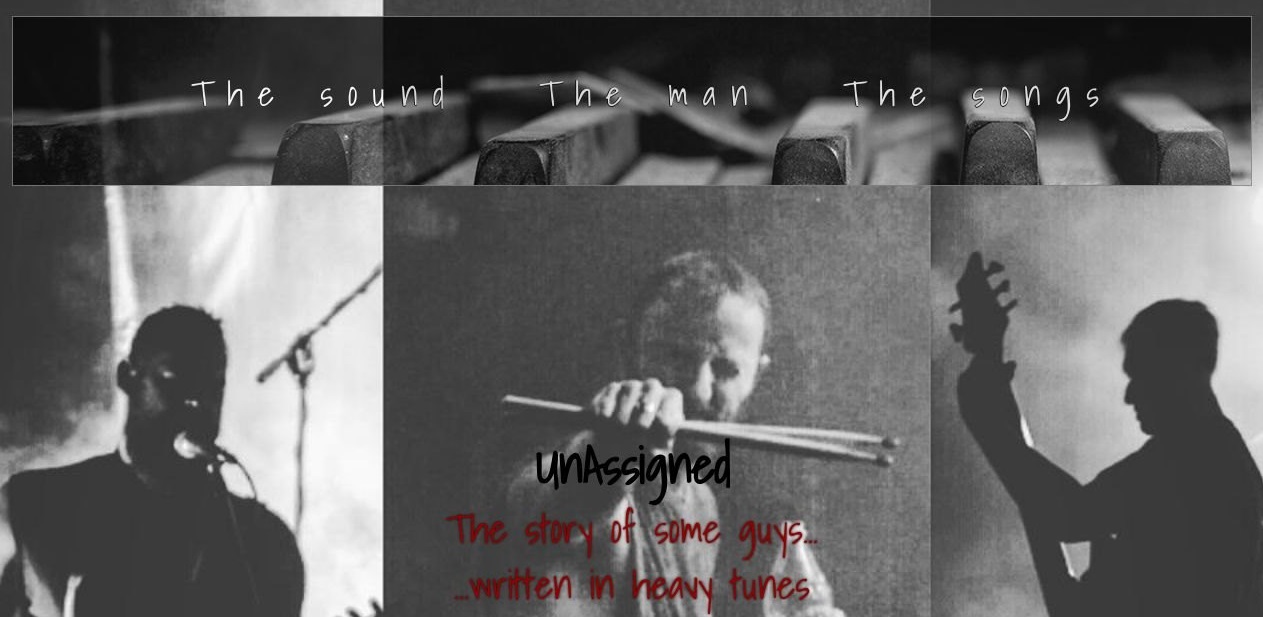 The sound The man The songs
unAssigned
The story of some guys...
...written in heavy tunes